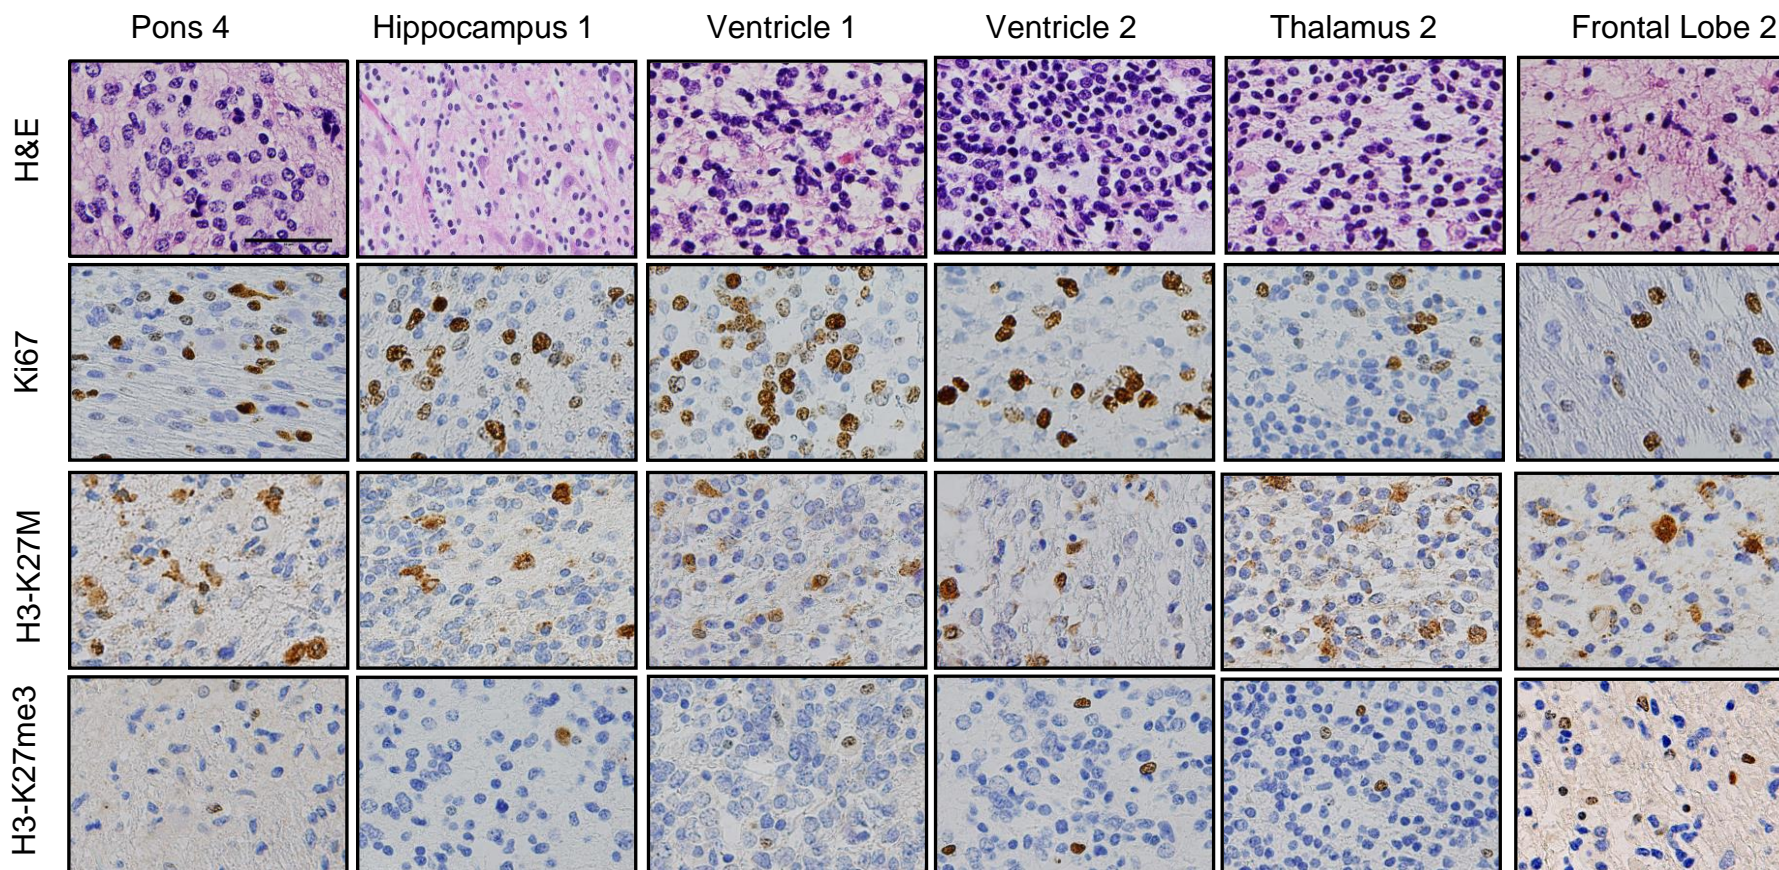 Pons 4 Hippocampus 1 Ventricle 1 Ventricle 2 Thalamus 2 Frontal Lobe 2
H&E
Ki67
H3-K27M
H3-K27me3